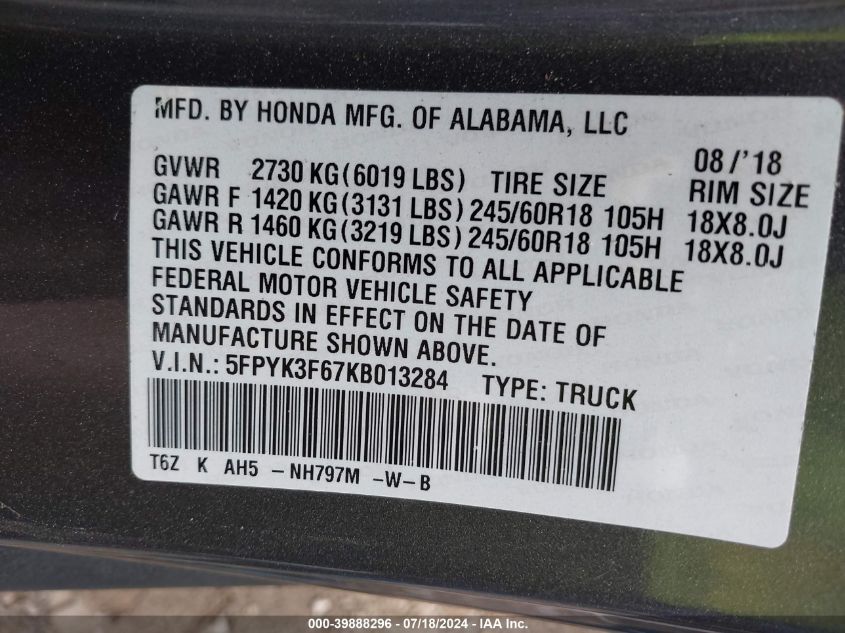 MFD. BY HONDA MFG. OF ALABAMA, LLC
08/'18
GVWR 2730 KG(6019 LBS) TIRE SIZE RIM SIZE
GAWR F 1420 KG(3131 LBS) 245/60R18 105H 18X8.0J
GAWR R 1460 KG(3219 LBS) 245/60R18 105H 18X8.0J
THIS VEHICLE CONFORMS TO ALL APPLICABLE
FEDERAL MOTOR VEHICLE SAFETY
STANDARDS IN EFFECT ON THE DATE OF
MANUFACTURE SHOWN ABOVE.
V.I.N.: 5FPYK3F67KB013284 TYPE: TRUCK
T6Z K AH5 -NH797M -W-B
000-39888296 - 07/18/2024 - IAAI.COM